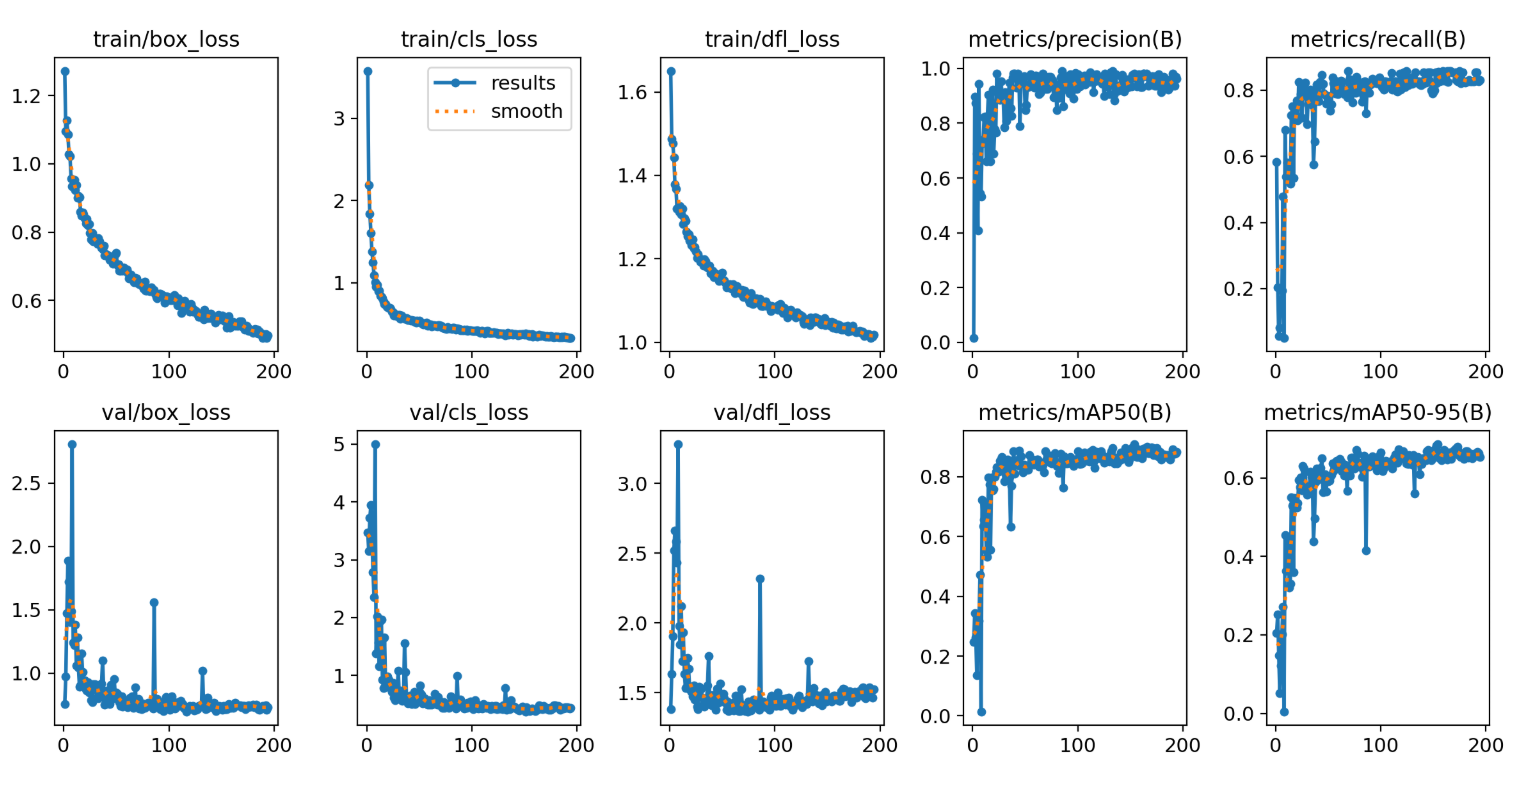 train/box_loss
1.2
1.0
0.8
0.6
0 100 200
train/cls_loss
results
smooth
3
2
1
0 100 200
train/dfl_loss
1.6
1.4
1.2
1.0
0 100 200
metrics/precision(B)
1.0
0.8
0.6
0.4
0.2
0.0
0 100 200
metrics/recall(B)
0.8
0.6
0.4
0.2
0 100 200
val/box_loss
2.5
2.0
1.5
1.0
0 100 200
val/cls_loss
5
4
3
2
1
0 100 200
val/dfl_loss
3.0
2.5
2.0
1.5
0 100 200
metrics/mAP50(B)
0.8
0.6
0.4
0.2
0.0
0 100 200
metrics/mAP50-95(B)
0.6
0.4
0.2
0.0
0 100 200